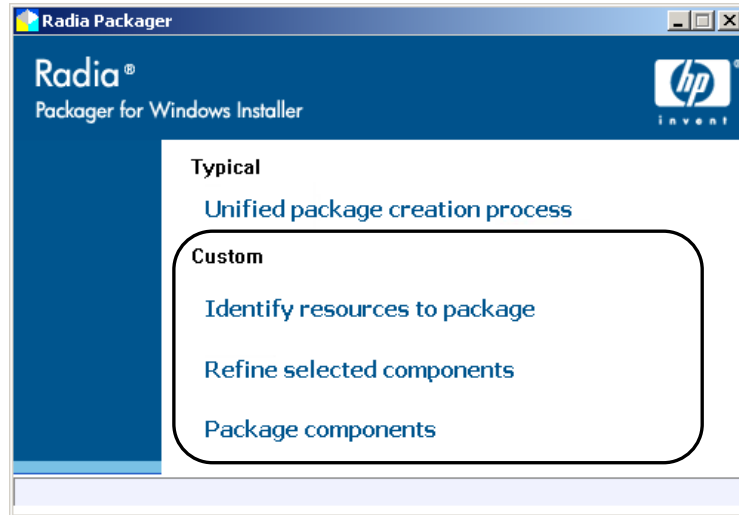 Radia Packager
Radia ®
Packager for Windows Installer
hp ®
invent
Typical
Unified package creation process
Custom
Identify resources to package
Refine selected components
Package components